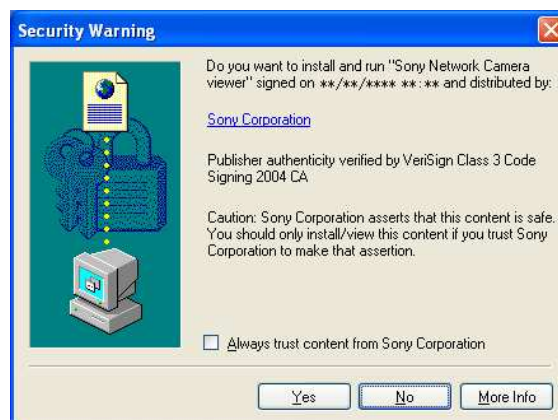 Security Warning
Do you want to install and run "Sony Network Camera
viewer" signed on **/**/**** **:** and distributed by:
Sony Corporation
Publisher authenticity verified by VeriSign Class 3 Code
Signing 2004 CA
Caution: Sony Corporation asserts that this content is safe.
You should only install/view this content if you trust Sony
Corporation to make that assertion.
Always trust content from Sony Corporation
Yes No More Info